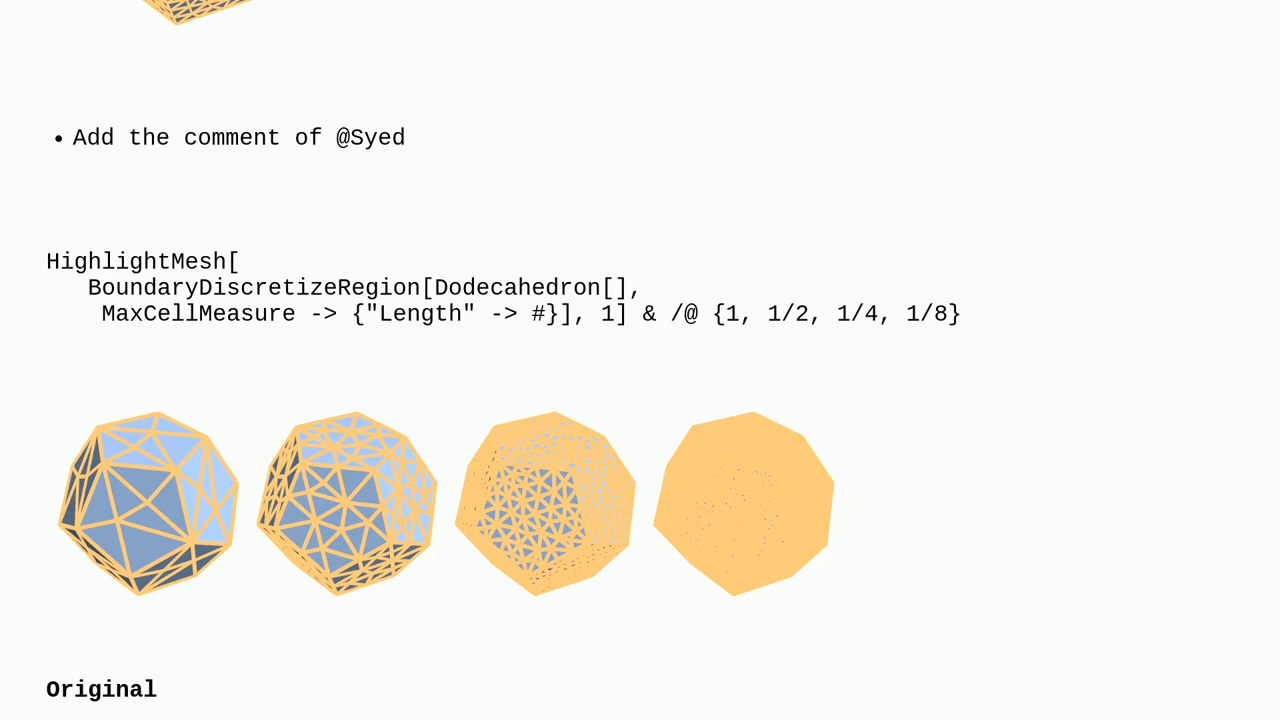 • Add the comment of @Syed
HighlightMesh[
   BoundaryDiscretizeRegion[Dodecahedron[],
    MaxCellMeasure -> {"Length" -> #}], 1] & /@ {1, 1/2, 1/4, 1/8}
Original